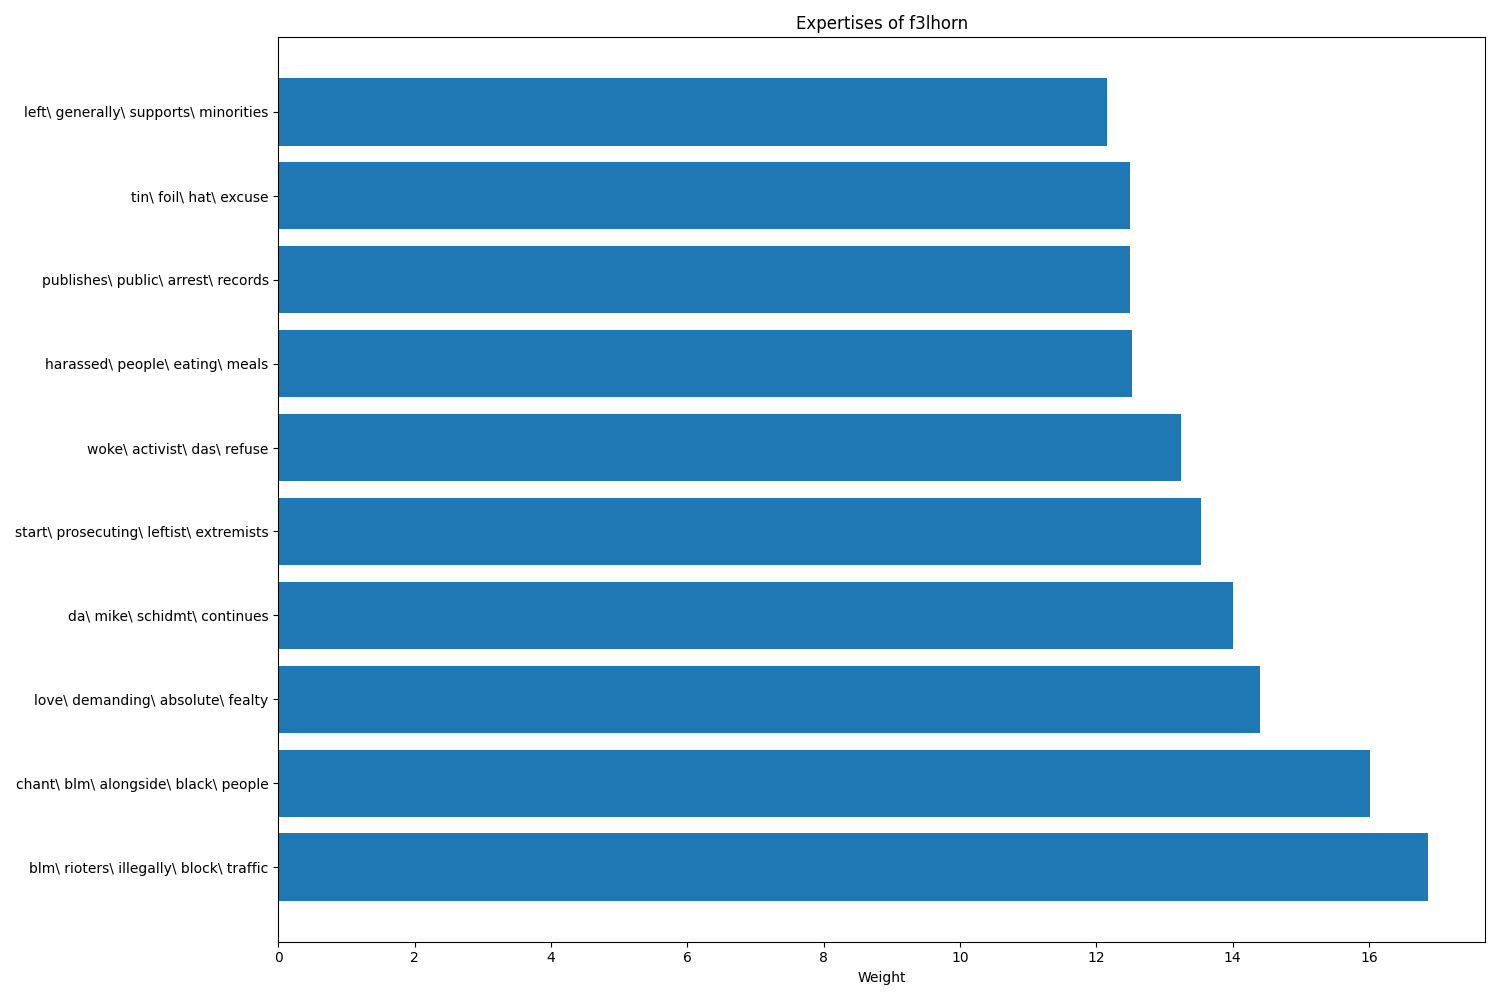 Expertises of f3lhorn
left\ generally\ supports\ minorities
tin\ foil\ hat\ excuse
publishes\ public\ arrest\ records
harassed\ people\ eating\ meals
woke\ activist\ das\ refuse
start\ prosecuting\ leftist\ extremists
da\ mike\ schidmt\ continues
love\ demanding\ absolute\ fealty
chant\ blm\ alongside\ black\ people
blm\ rioters\ illegally\ block\ traffic
0 2 4 6 8 10 12 14 16
Weight